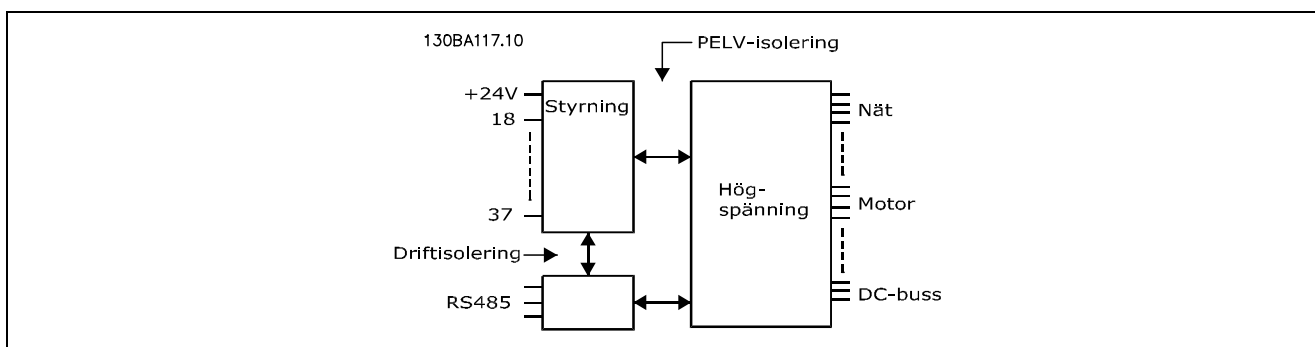 130BA117.10
PELV-isolering
+24V
Styrning
18
Nät
37
Hög-
spänning
Motor
Driftisolering
RS485
DC-buss